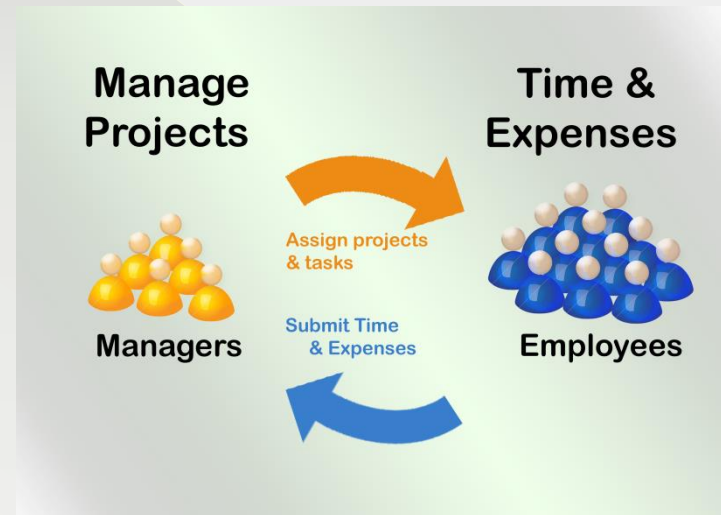 Manage
Projects
Time &
Expenses
Assign projects
& tasks
Submit Time
& Expenses
Managers
Employees